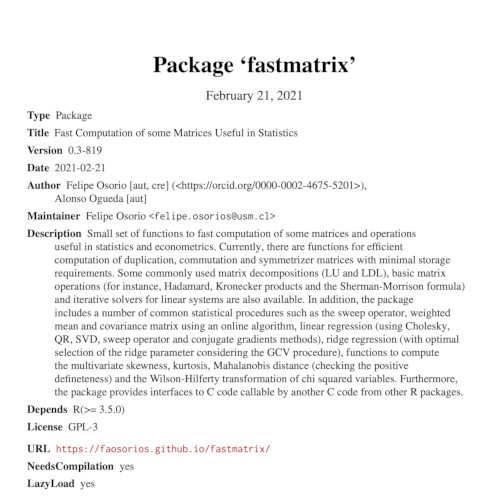 Package ‘fastmatrix’
February 21, 2021
Type Package
Title Fast Computation of some Matrices Useful in Statistics
Version 0.3-819
Date 2021-02-21
Author Felipe Osorio [aut, cre] (<https://orcid.org/0000-0002-4675-5201>),
Alonso Ogueda [aut]
Maintainer Felipe Osorio <felipe.osorios@usm.cl>
Description Small set of functions to fast computation of some matrices and operations
useful in statistics and econometrics. Currently, there are functions for efficient
computation of duplication, commutation and symmetrizer matrices with minimal storage
requirements. Some commonly used matrix decompositions (LU and LDL), basic matrix
operations (for instance, Hadamard, Kronecker products and the Sherman-Morrison formula)
and iterative solvers for linear systems are also available. In addition, the package
includes a number of common statistical procedures such as the sweep operator, weighted
mean and covariance matrix using an online algorithm, linear regression (using Cholesky,
QR, SVD, sweep operator and conjugate gradients methods), ridge regression (with optimal
selection of the ridge parameter considering the GCV procedure), functions to compute
the multivariate skewness, kurtosis, Mahalanobis distance (checking the positive
defineteness) and the Wilson-Hilferty transformation of chi squared variables. Furthermore,
the package provides interfaces to C code callable by another C code from other R packages.
Depends R(>= 3.5.0)
License GPL-3
URL https://faosorios.github.io/fastmatrix/
NeedsCompilation yes
LazyLoad yes